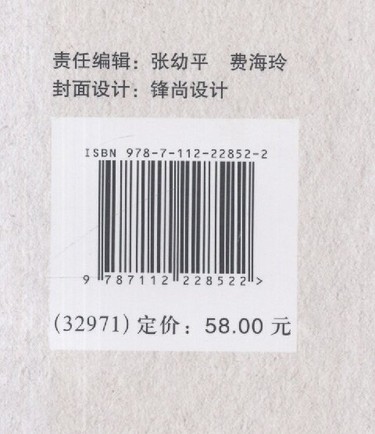 责任编辑：张幼平　费海玲
封面设计：锋尚设计
ISBN 978-7-112-22852-2
9 787112 228522 >
(32971) 定价：58.00 元